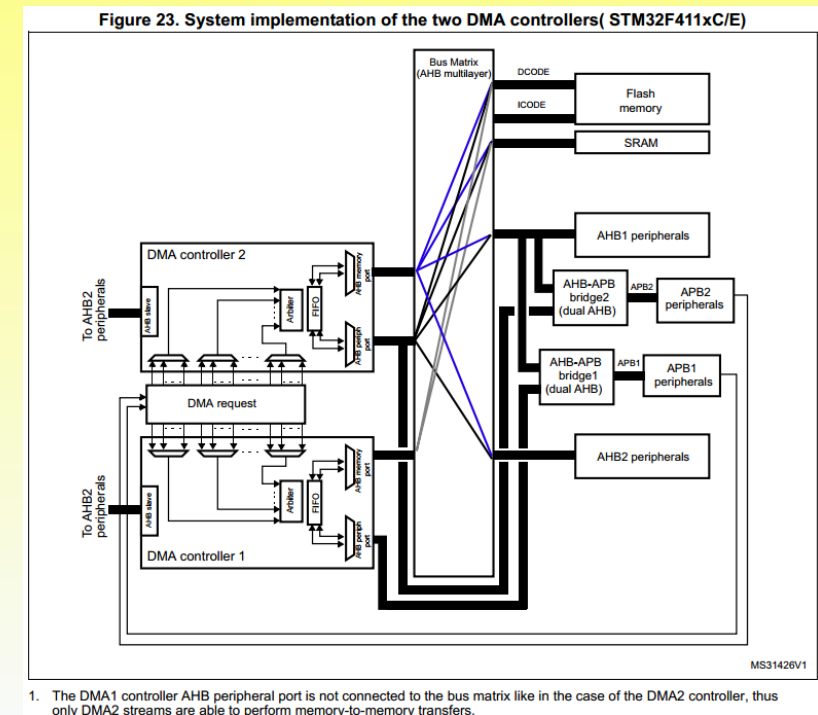 Figure 23. System implementation of the two DMA controllers( STM32F411xC/E)
Bus Matrix
(AHB multilayer)
DCODE
ICODE
Flash
memory
SRAM
AHB1 peripherals
DMA controller 2
To AHB2
peripherals
AHB slave
Arbiter
FIFO
AHB memory
port
AHB periph
port
AHB-APB
bridge2
(dual AHB)
APB2
APB2
peripherals
AHB-APB
bridge1
(dual AHB)
APB1
APB1
peripherals
DMA request
AHB2 peripherals
To AHB2
peripherals
AHB slave
Arbiter
FIFO
AHB memory
port
AHB periph
port
DMA controller 1
MS31426V1
1. The DMA1 controller AHB peripheral port is not connected to the bus matrix like in the case of the DMA2 controller, thus
only DMA2 streams are able to perform memory-to-memory transfers.